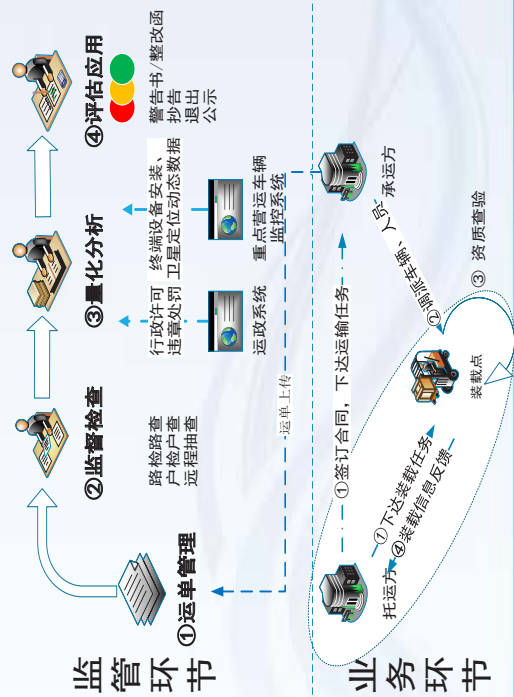 监管环节
①运单管理
②监督检查
路检路查
户检户查
远程抽查
③量化分析
行政许可
违章处罚
终端设备安装、
卫星定位动态数据
④评估应用
警告书/整改函
抄告
退出
公示
运政系统
重点营运车辆
监控系统
运单上传
业务环节
托运方
①签订合同，下达运输任务
承运方
②调派车辆、人员
①下达装载任务
④装载信息反馈
装载点
③ 资质查验